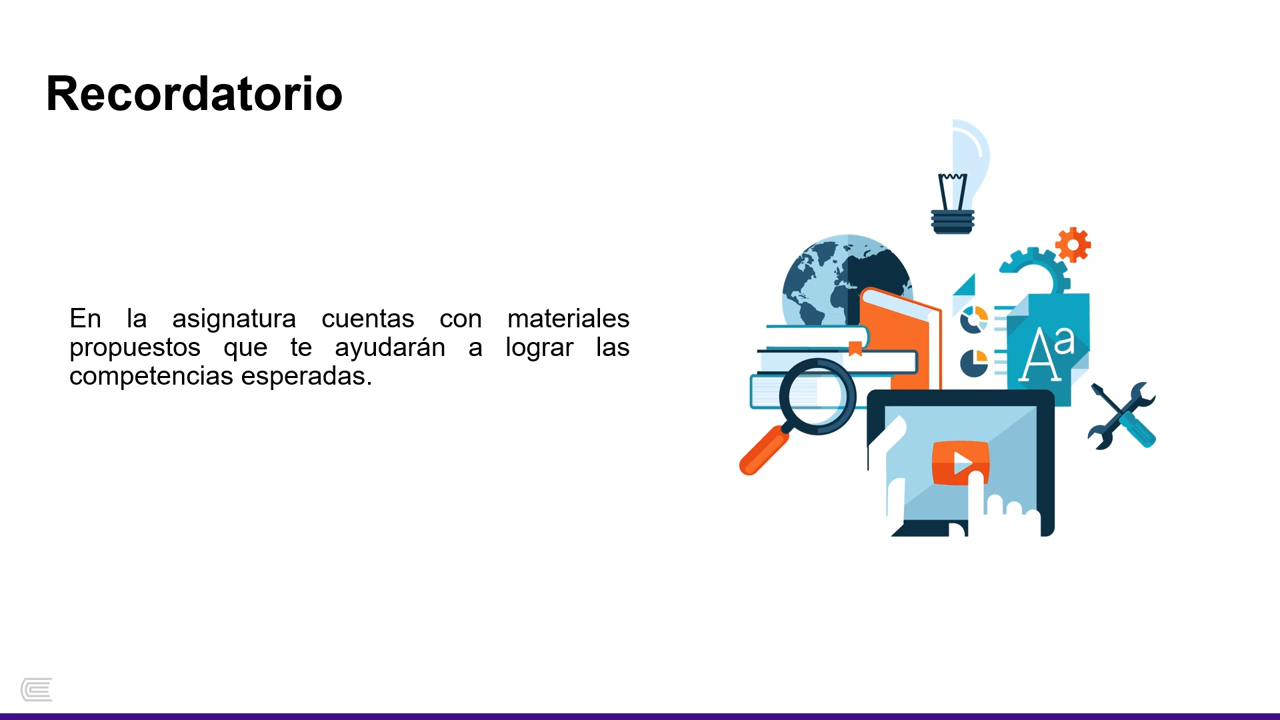 Recordatorio
En la asignatura cuentas con materiales
propuestos que te ayudarán a lograr las
competencias esperadas.
Aa